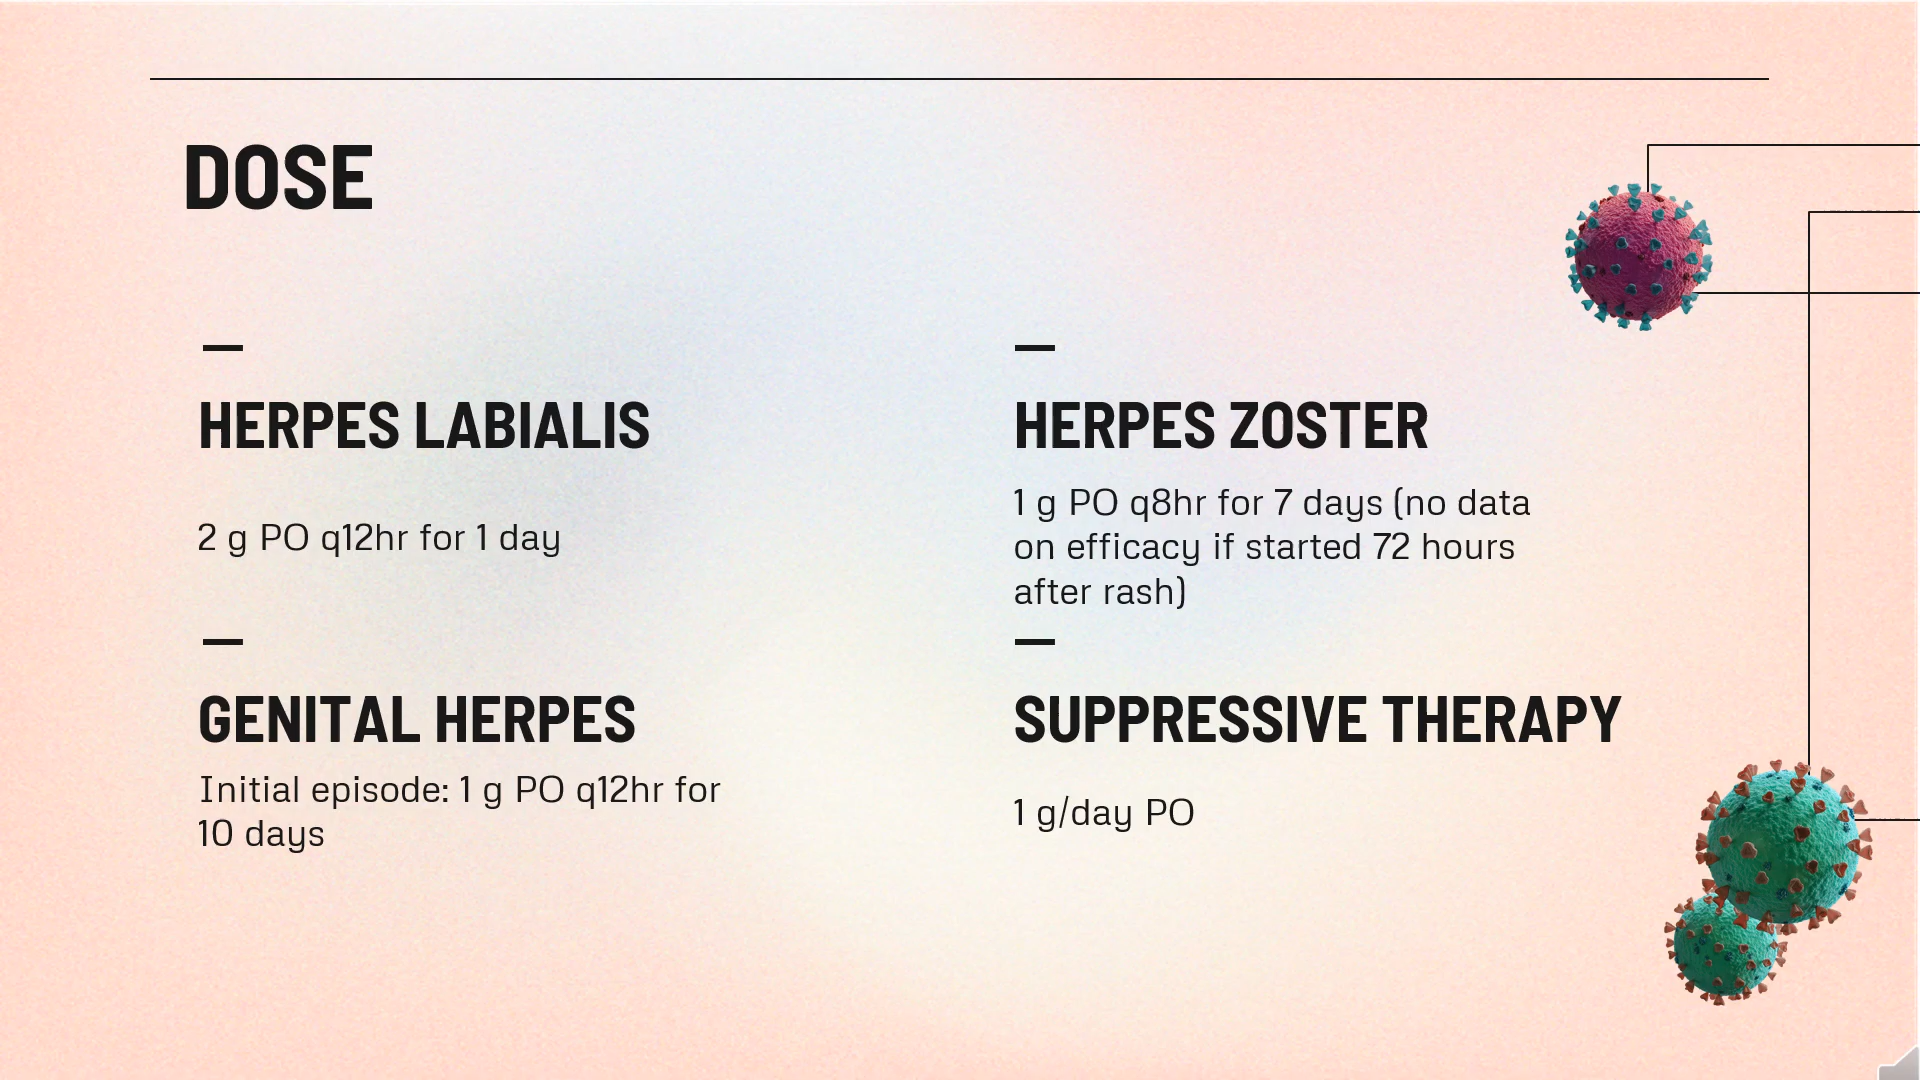 DOSE
HERPES LABIALIS
2 g PO q12hr for 1 day
HERPES ZOSTER
1 g PO q8hr for 7 days (no data
on efficacy if started 72 hours
after rash)
GENITAL HERPES
Initial episode: 1 g PO q12hr for
10 days
SUPPRESSIVE THERAPY
1 g/day PO